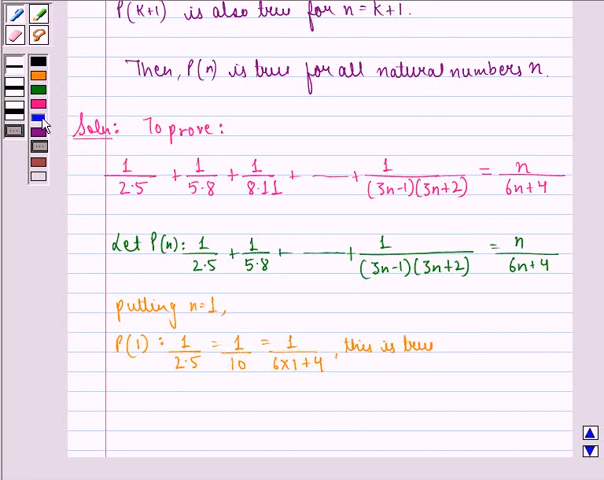 P(k+1) is also true for n = k+1.
Then, P(n) is true for all natural numbers n.
Soln: To prove:
1/2·5 + 1/5·8 + 1/8·11 + —— + 1/(3n-1)(3n+2) = n/6n+4
Let P(n): 1/2·5 + 1/5·8 + - —— + 1/(3n-1)(3n+2) = n/6n+4
putting n=1,
P(1): 1/2·5 = 1/10 = 1/6×1+4, this is true